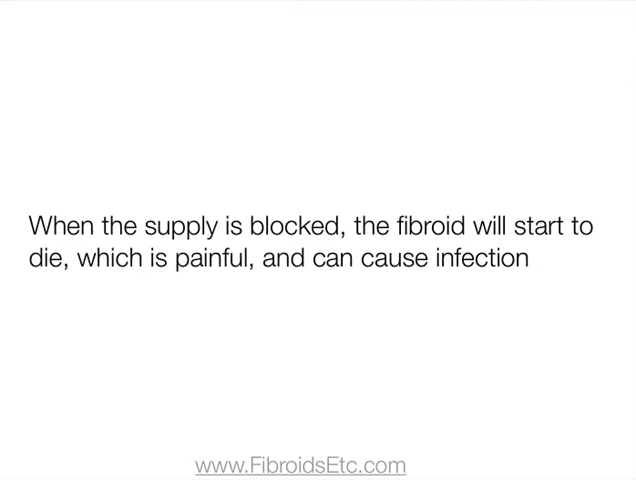 When the supply is blocked, the fibroid will start to
die, which is painful, and can cause infection
www.FibroidsEtc.com